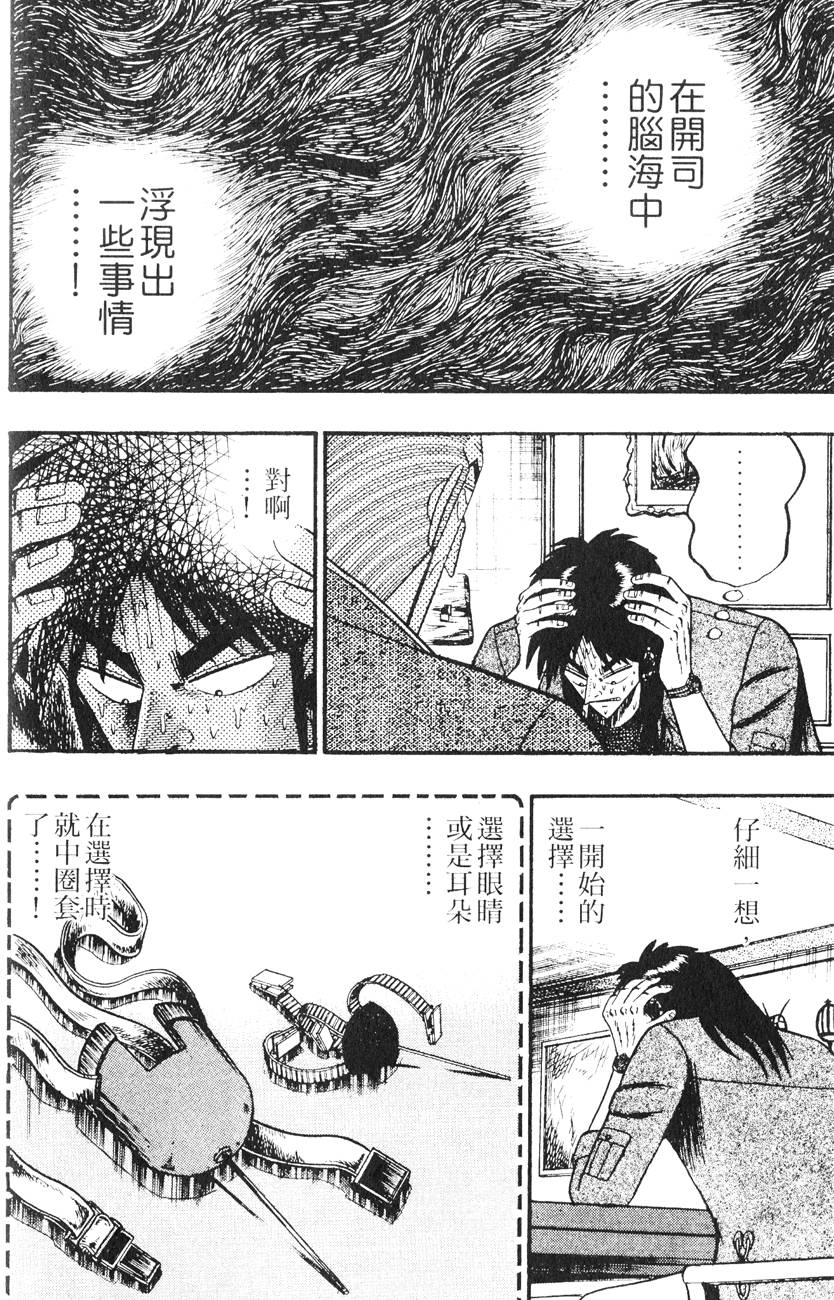 在開司
的腦海中
………
浮現出
一些事情
……！
………
對啊
…！
仔細一想，
一開始的
選擇……
選擇眼睛
或是耳朵
………
在選擇時
就中圈套
了……！